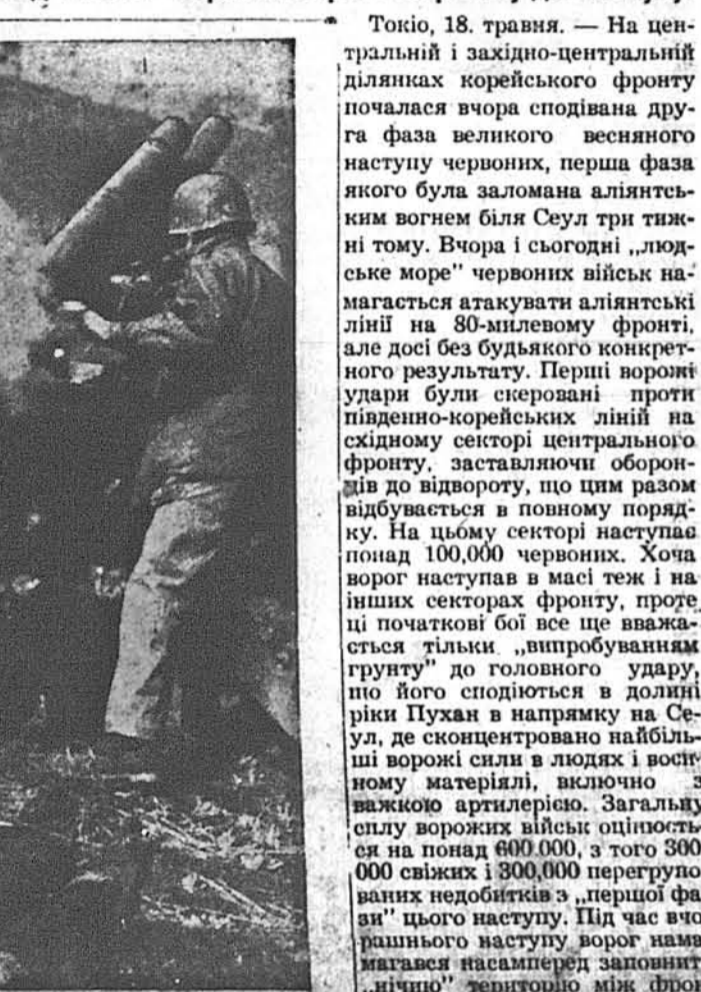 Токіо, 18. травня. — На цен-
тральній і західно-центральній
ділянках корейського фронту
почалася вчора сподівана дру-
га фаза великого весняного
наступу червоних, перша фаза
якого була заломана аліянтсь-
ким вогнем біля Сеул три тиж-
ні тому. Вчора і сьогодні „люд-
ське море" червоних військ на-
магається атакувати аліянтські
лінії на 80-милевому фронті,
але досі без будьякого конкрет-
ного результату. Перші ворожі
удари були скеровані проти
південно-корейських ліній на
східному секторі центрального
фронту, заставляючи оборон-
ців до відвороту, що цим разом
відбувається в повному поряд-
ку. На цьому секторі наступає
понад 100,000 червоних. Хоча
ворог наступав в масі теж і на
інших секторах фронту, проте
ці початкові бої все ще вважа-
ється тільки „випробуванням
грунту" до головного удару,
що його сподіються в долині
ріки Пухан в напрямку на Се-
ул, де сконцентровано найбіль-
ші ворожі сили в людях і воєн-
ному матеріялі, включно з
важкою артилерією. Загальну
силу ворожих військ оцінюєть-
ся на понад 600.000, з того 300
000 свіжих і 300,000 перегрупо
ваних недобитків з „першої фа
зи" цього наступу. Під час вчо
рашнього наступу ворог нама
магався насамперед заповнит
„нічию" територію між фрон